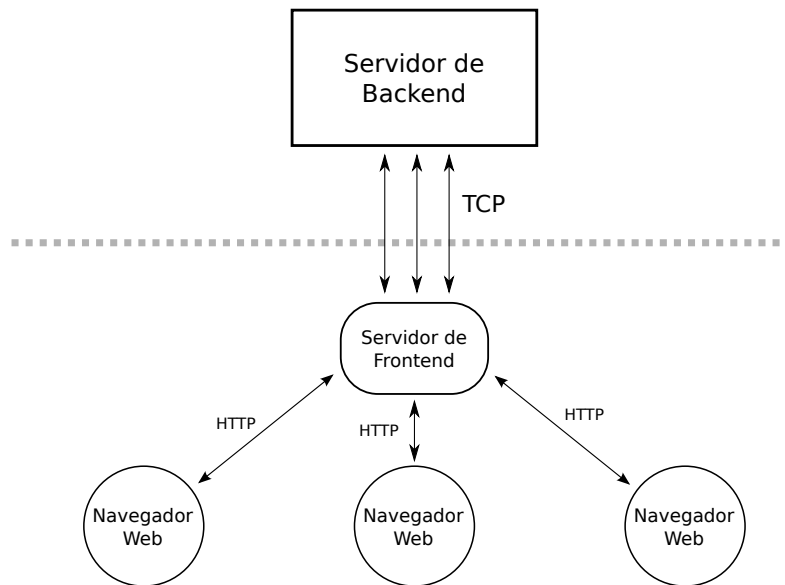 Servidor de
Backend
TCP
Servidor de
Frontend
HTTP
HTTP
HTTP
Navegador
Web
Navegador
Web
Navegador
Web